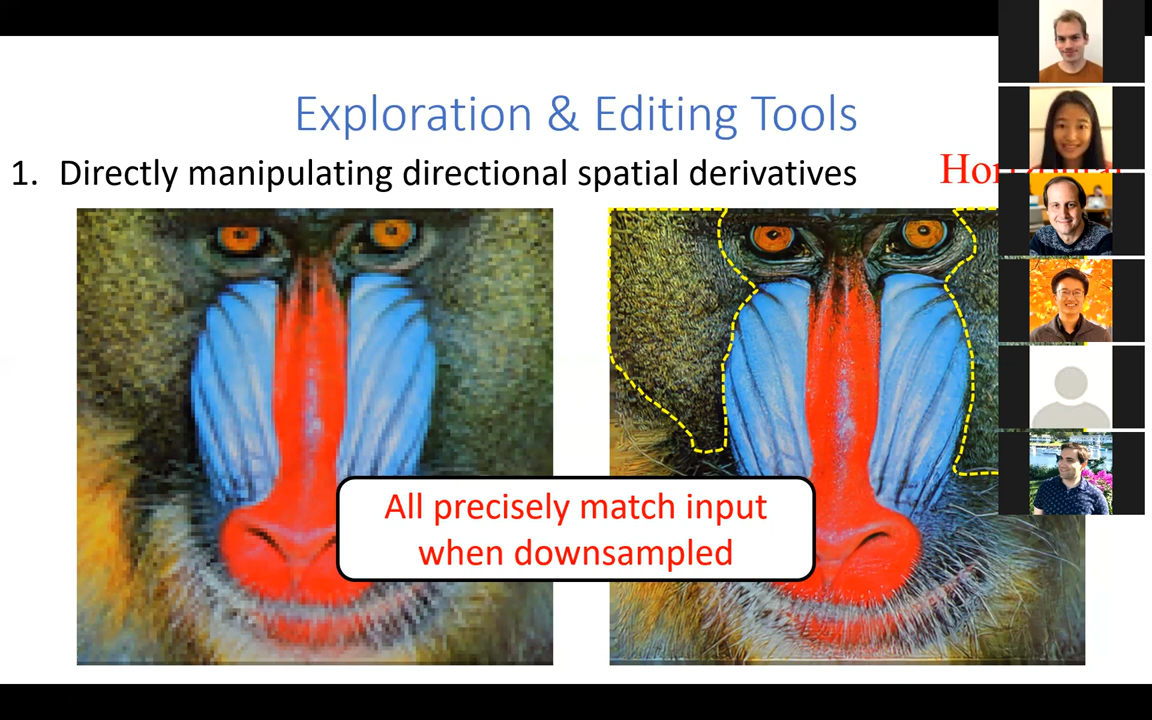 Exploration & Editing Tools
1. Directly manipulating directional spatial derivatives
All precisely match input
when downsampled